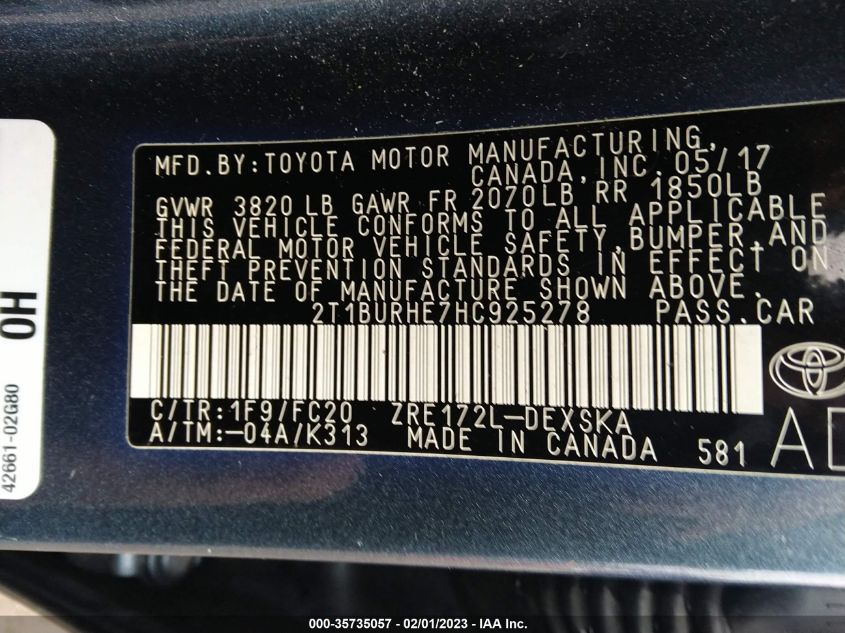 MFD.BY:TOYOTA MOTOR MANUFACTURING,
CANADA, INC. 05/17
GVWR 3820 LB GAWR FR 2070LB RR 1850LB
THIS VEHICLE CONFORMS TO ALL APPLICABLE
FEDERAL MOTOR VEHICLE SAFETY,BUMPER,AND
THEFT PREVENTION STANDARDS IN EFFECT ON
THE DATE OF MANUFACTURE SHOWN ABOVE.
2T1BURHE7HC925278 PASS.CAR
C/TR:1F9/FC20 ZRE172L-DEXSKA
A/TM:-04A/K313 MADE IN CANADA 581
OH
42661-02G80
000-35735057 - 02/01/2023 - IAA Inc.